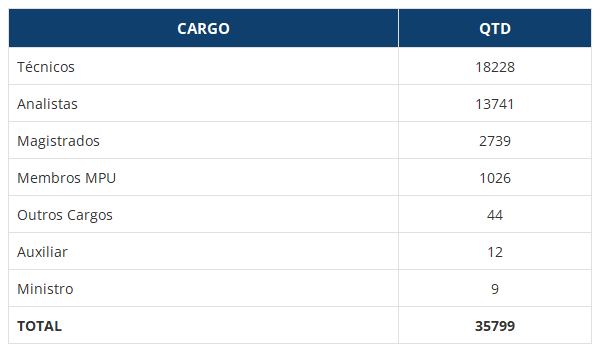 CARGO QTD
Técnicos 18228
Analistas 13741
Magistrados 2739
Membros MPU 1026
Outros Cargos 44
Auxiliar 12
Ministro 9
TOTAL 35799